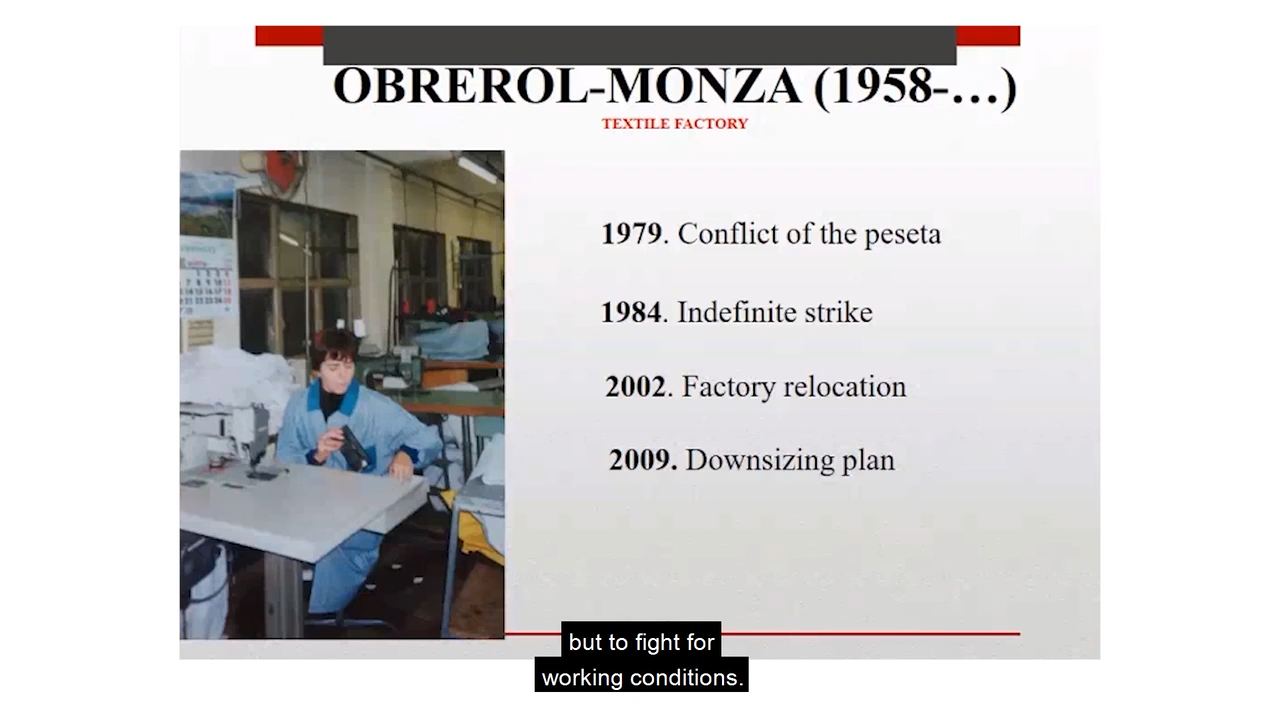 OBREROL-MONZA (1958-…)
TEXTILE FACTORY
1979. Conflict of the peseta
1984. Indefinite strike
2002. Factory relocation
2009. Downsizing plan
but to fight for
working conditions.